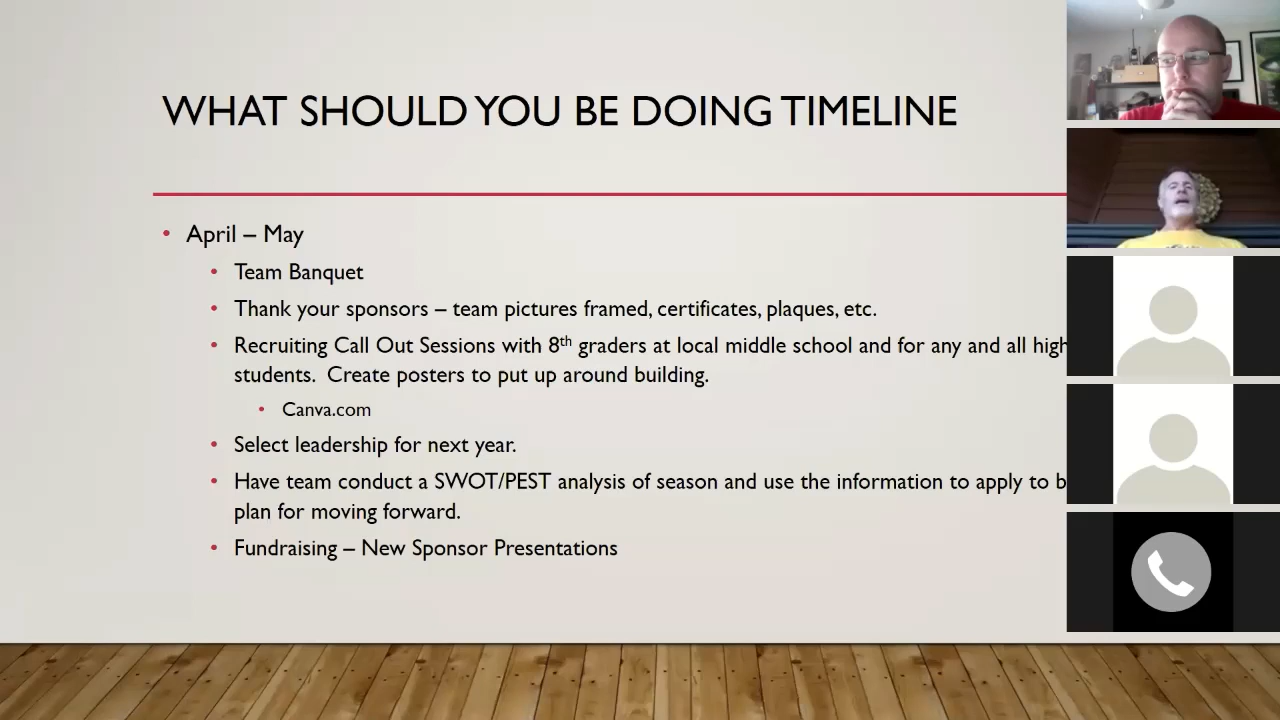 WHAT SHOULD YOU BE DOING TIMELINE
• April – May
• Team Banquet
• Thank your sponsors – team pictures framed, certificates, plaques, etc.
• Recruiting Call Out Sessions with 8th graders at local middle school and for any and all high
students. Create posters to put up around building.
• Canva.com
• Select leadership for next year.
• Have team conduct a SWOT/PEST analysis of season and use the information to apply to b
plan for moving forward.
• Fundraising – New Sponsor Presentations